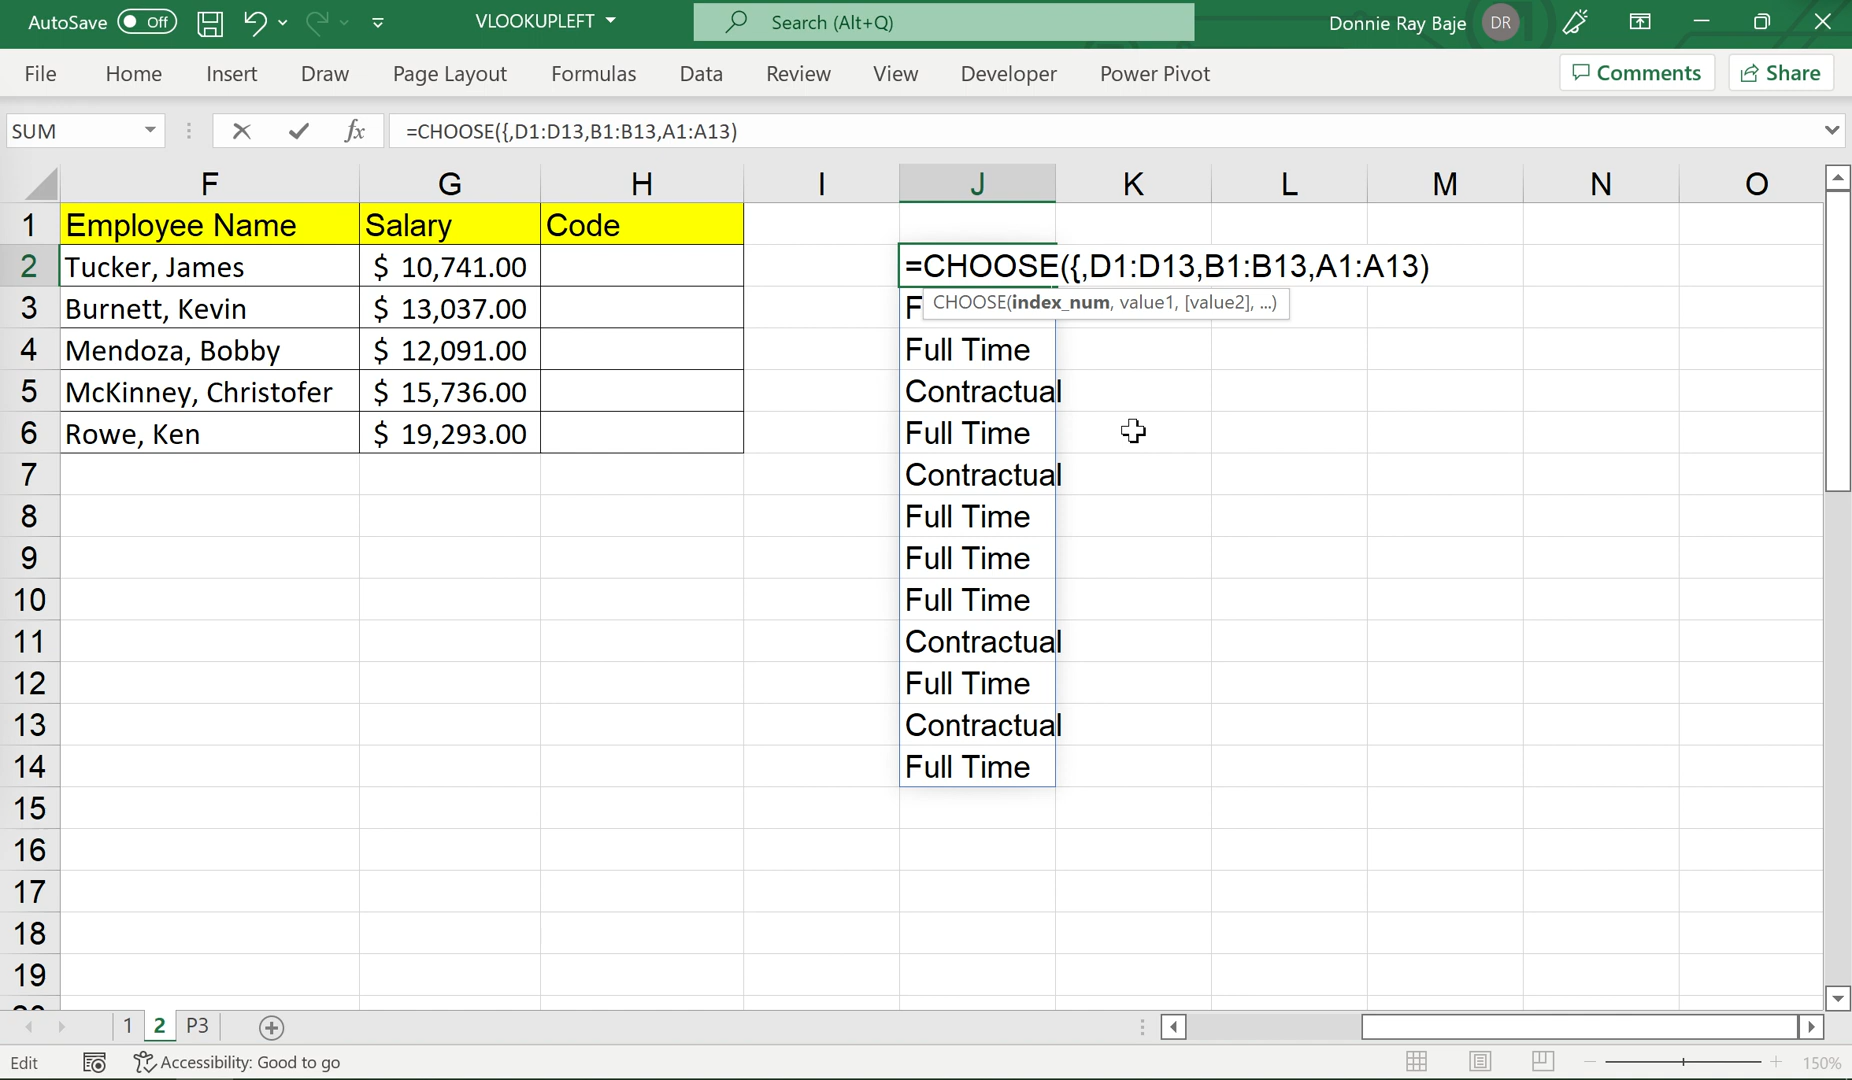 AutoSave Off VLOOKUPLEFT Search (Alt+Q) Donnie Ray Baje DR
File Home Insert Draw Page Layout Formulas Data Review View Developer Power Pivot Comments Share
SUM fx =CHOOSE({,D1:D13,B1:B13,A1:A13)
F G H I J K L M N O
1 Employee Name Salary Code
2 Tucker, James $ 10,741.00 =CHOOSE({,D1:D13,B1:B13,A1:A13)
CHOOSE(index_num, value1, [value2], ...)
3 Burnett, Kevin $ 13,037.00 F
4 Mendoza, Bobby $ 12,091.00 Full Time
5 McKinney, Christofer $ 15,736.00 Contractual
6 Rowe, Ken $ 19,293.00 Full Time
7 Contractual
8 Full Time
9 Full Time
10 Full Time
11 Contractual
12 Full Time
13 Contractual
14 Full Time
15
16
17
18
19
1 2 P3
Edit Accessibility: Good to go 150%